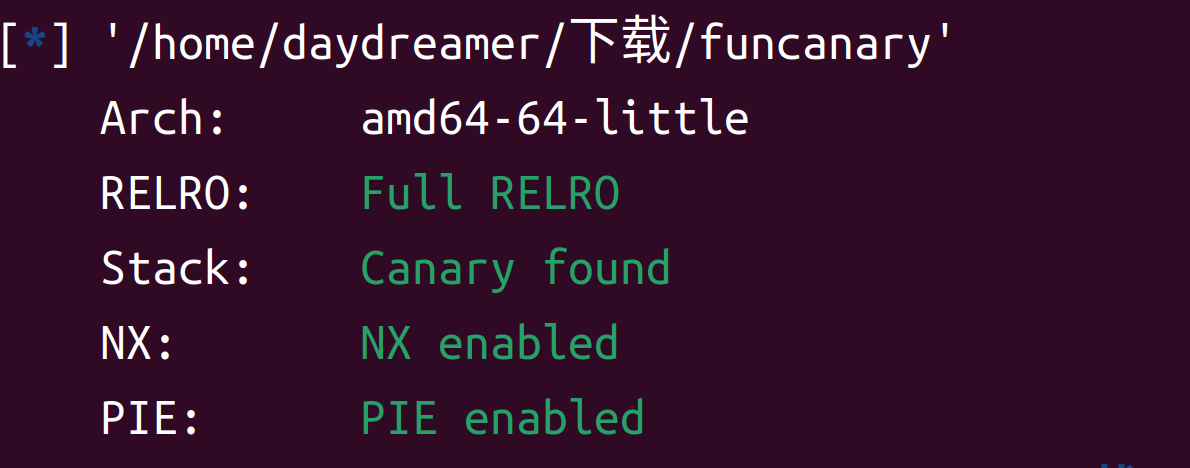 [*] '/home/daydreamer/下载/funcanary'
Arch: amd64-64-little
RELRO: Full RELRO
Stack: Canary found
NX: NX enabled
PIE: PIE enabled